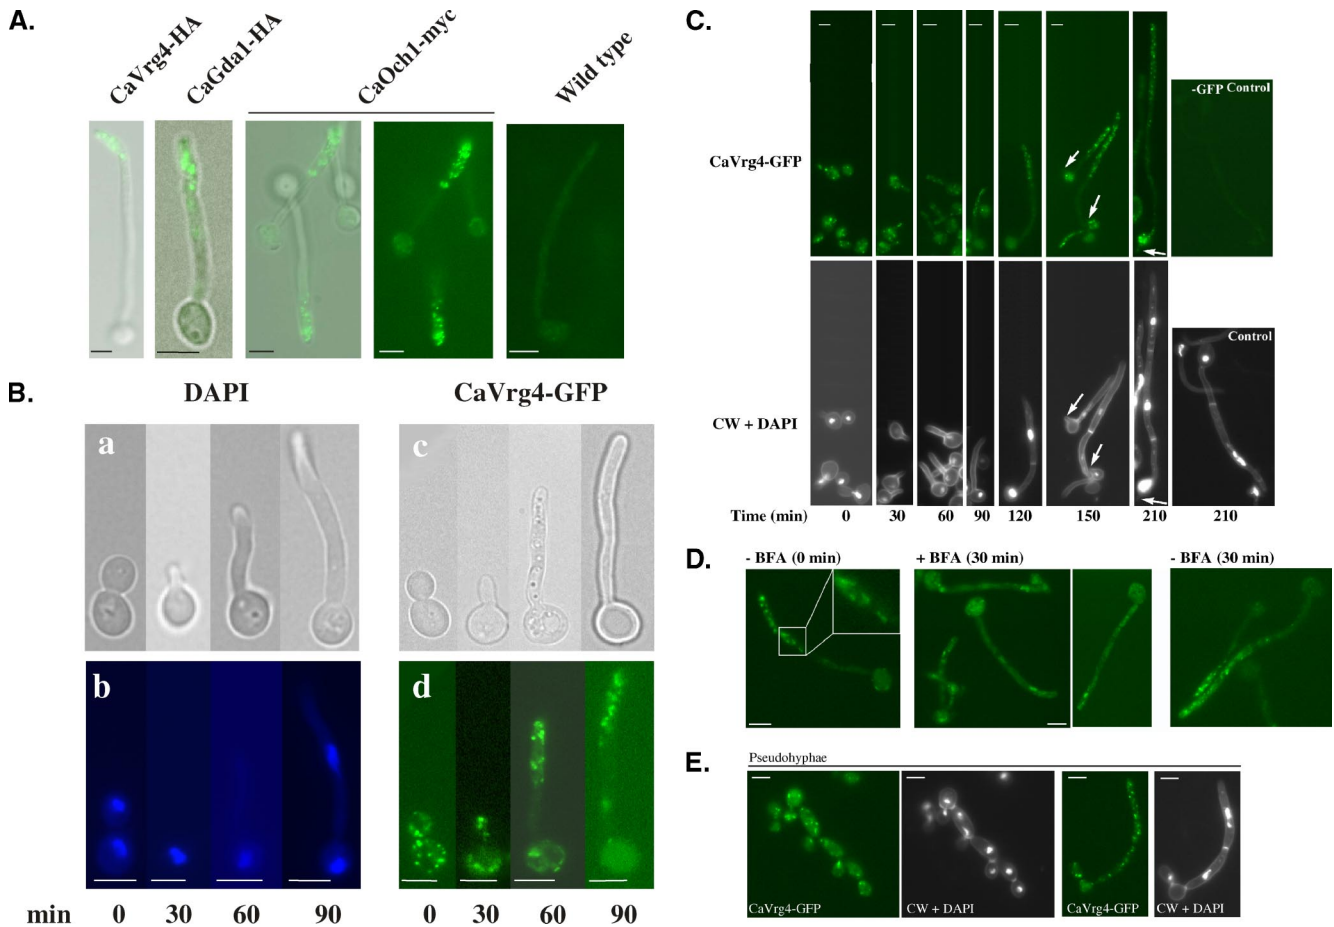 A.
CaVrg4-HA
CaGda1-HA
CaOch1-myc
Wild type
B.
DAPI
CaVrg4-GFP
a
c
b
d
min 0 30 60 90 0 30 60 90
C.
-GFP Control
CaVrg4-GFP
Control
CW + DAPI
Time (min) 0 30 60 90 120 150 210 210
D.
- BFA (0 min) + BFA (30 min) - BFA (30 min)
E.
Pseudohyphae
CaVrg4-GFP CW + DAPI CaVrg4-GFP CW + DAPI